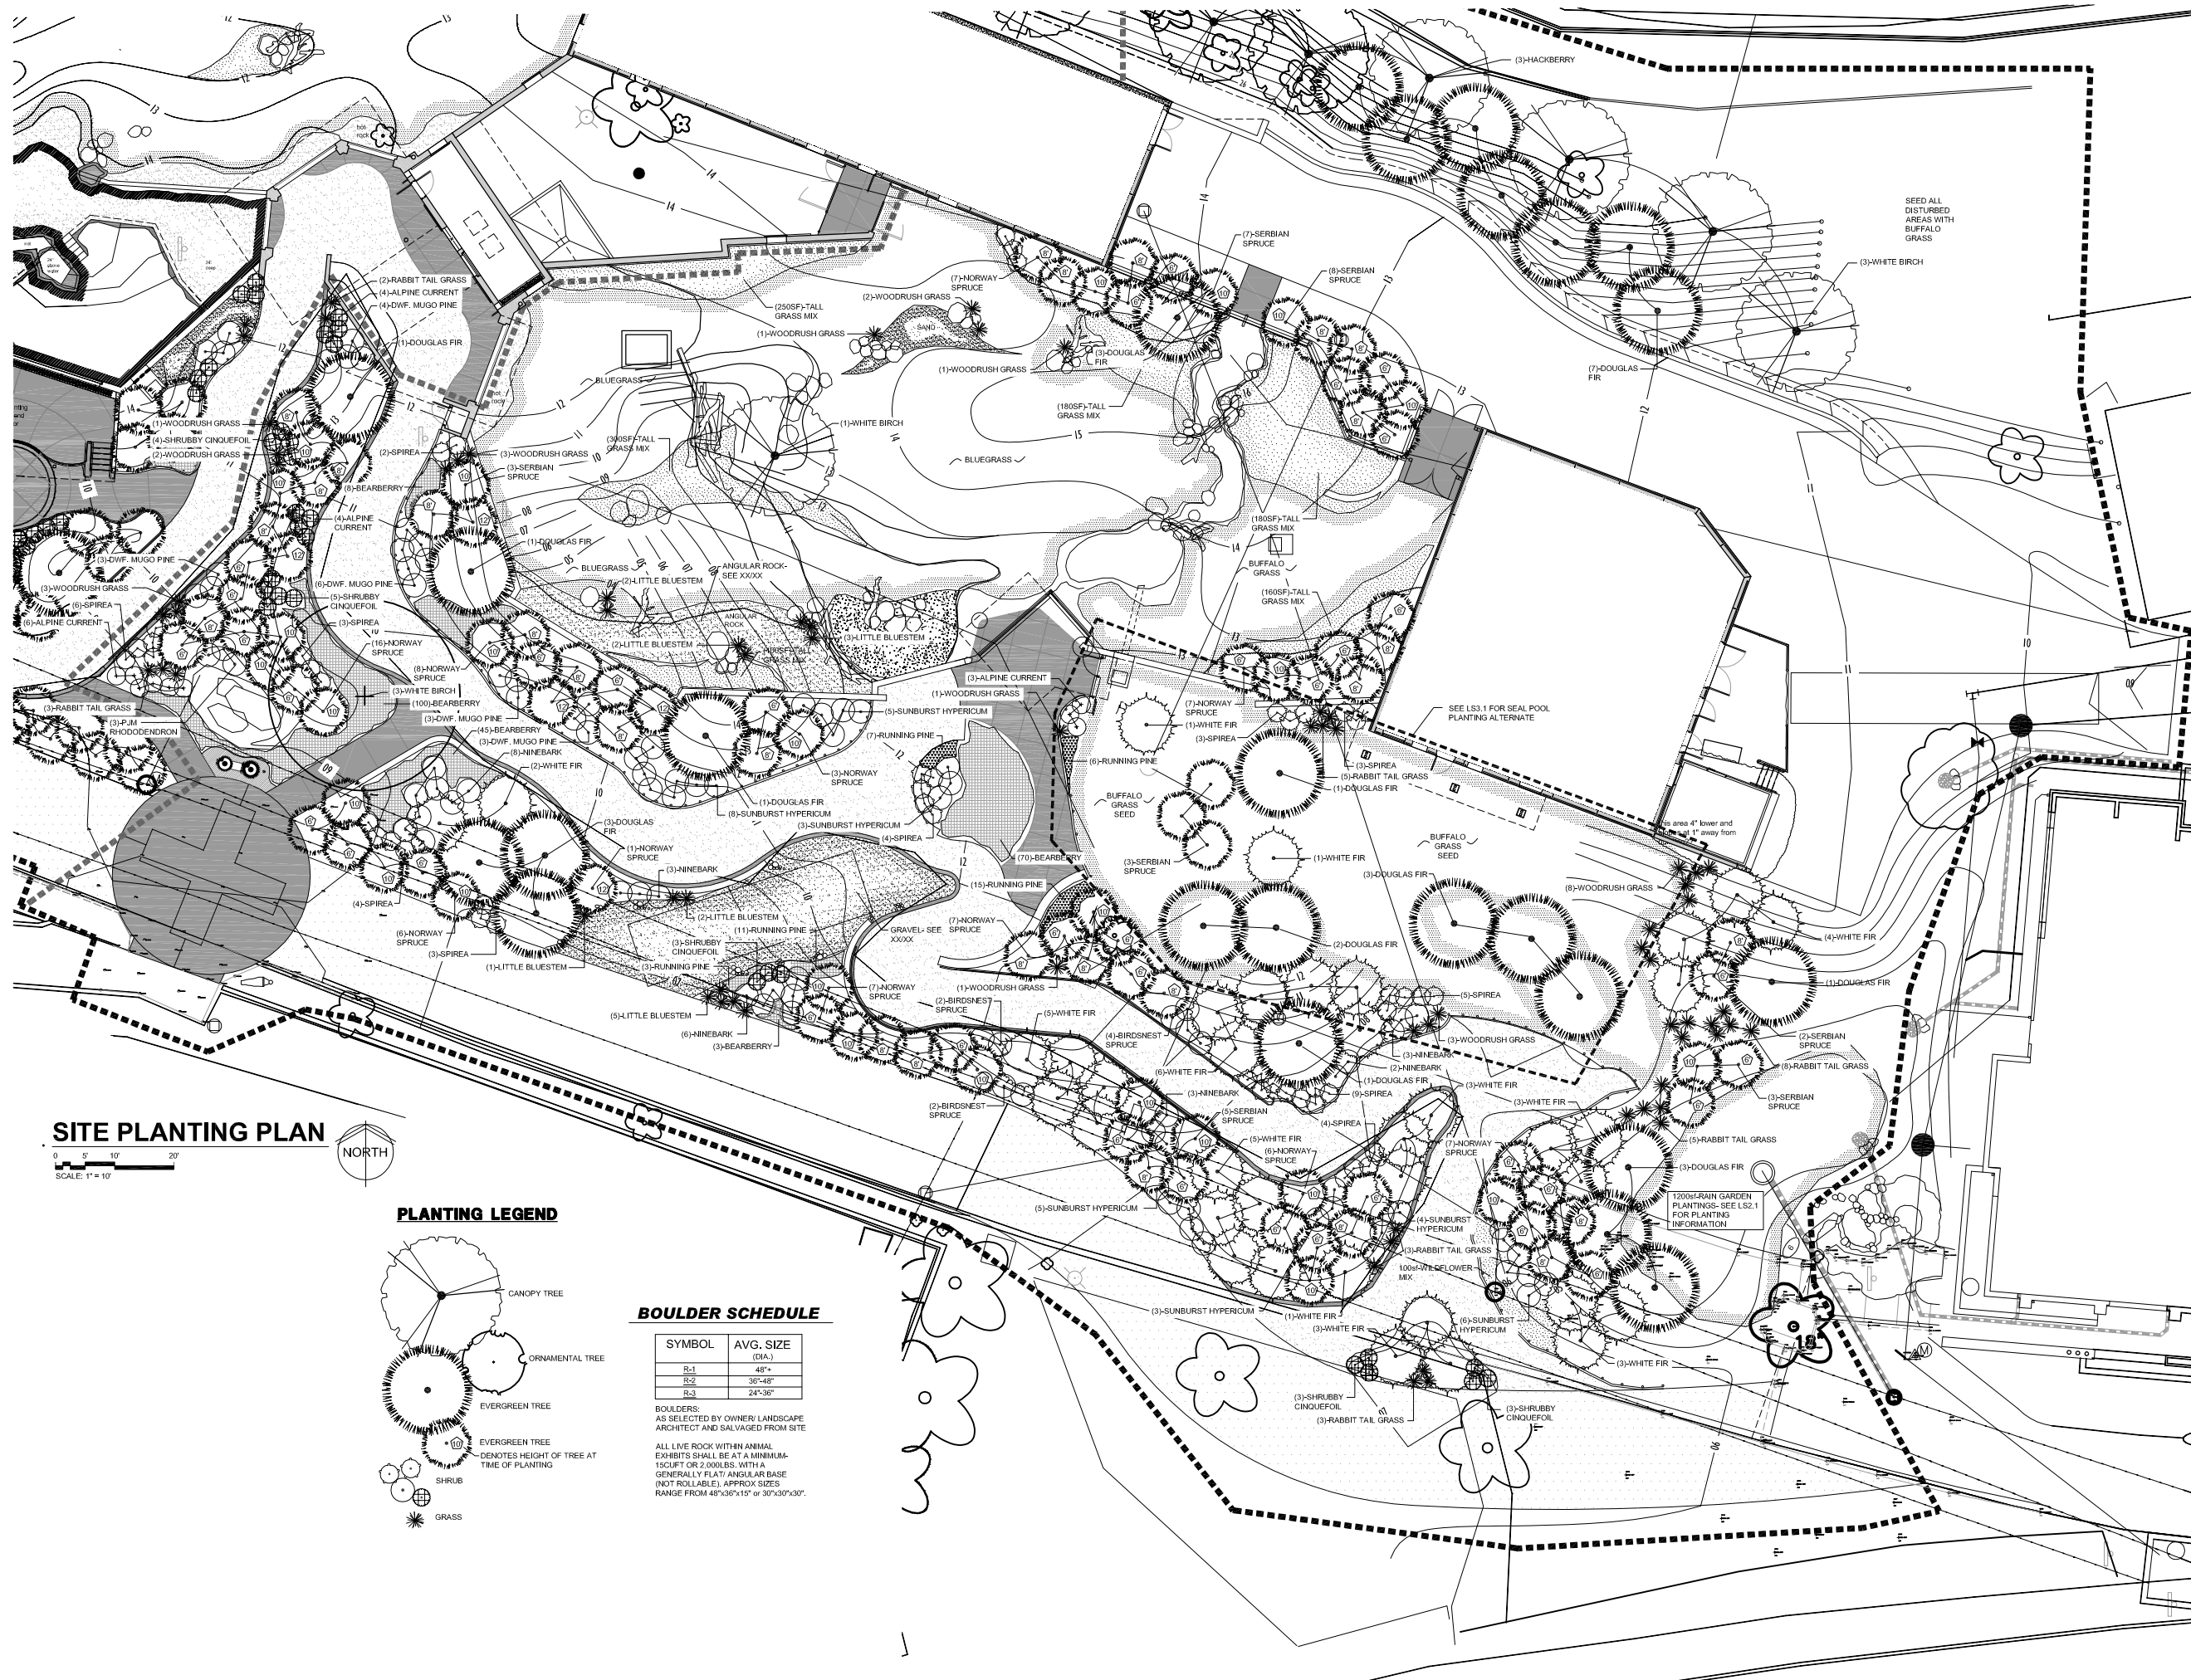 (3)-HACKBERRY
SEED ALL
DISTURBED
AREAS WITH
BUFFALO
GRASS
(3)-WHITE BIRCH
(7)-DOUGLAS
FIR
(7)-SERBIAN
SPRUCE
(8)-SERBIAN
SPRUCE
(7)-NORWAY
SPRUCE
(2)-WOODRUSH GRASS
(250SF)-TALL
GRASS MIX
(1)-WOODRUSH GRASS
SAND
(1)-WOODRUSH GRASS
(3)-DOUGLAS
FIR
(180SF)-TALL
GRASS MIX
hot
rock
(2)-RABBIT TAIL GRASS
(4)-ALPINE CURRENT
(4)-DWF. MUGO PINE
(1)-DOUGLAS FIR
BLUEGRASS
(1)-WHITE BIRCH
BLUEGRASS
(300SF)-TALL
GRASS MIX
(1)-WOODRUSH GRASS
(4)-SHRUBBY CINQUEFOIL
(2)-WOODRUSH GRASS
(2)-SPIREA
(3)-WOODRUSH GRASS
(3)-SERBIAN
SPRUCE
(8)-BEARBERRY
(4)-ALPINE
CURRENT
(1)-DOUGLAS FIR
(180SF)-TALL
GRASS MIX
BUFFALO
GRASS
(160SF)-TALL
GRASS MIX
BLUEGRASS
ANGULAR ROCK-
SEE XX/XX
(2)-LITTLE BLUESTEM
(3)-DWF. MUGO PINE
(6)-DWF. MUGO PINE
(3)-WOODRUSH GRASS
(5)-SHRUBBY
CINQUEFOIL
(6)-SPIREA
(3)-SPIREA
(6)-ALPINE CURRENT
ANGULAR
ROCK
(3)-LITTLE BLUESTEM
(2)-LITTLE BLUESTEM
(16)-NORWAY
SPRUCE
(8)-NORWAY
SPRUCE
(3)-WHITE BIRCH
(100)-BEARBERRY
(3)-RABBIT TAIL GRASS
(3)-PJM
RHODODENDRON
(3)-DWF. MUGO PINE
(45)-BEARBERRY
(3)-DWF. MUGO PINE
(8)-NINEBARK
(2)-WHITE FIR
(3)-ALPINE CURRENT
(1)-WOODRUSH GRASS
(5)-SUNBURST HYPERICUM
(7)-RUNNING PINE
(7)-NORWAY
SPRUCE
(1)-WHITE FIR
(3)-SPIREA
(6)-RUNNING PINE
SEE LS3.1 FOR SEAL POOL
PLANTING ALTERNATE
(3)-SPIREA
(5)-RABBIT TAIL GRASS
(1)-DOUGLAS FIR
(3)-NORWAY
SPRUCE
(1)-DOUGLAS FIR
(8)-SUNBURST HYPERICUM
(3)-SUNBURST HYPERICUM
(4)-SPIREA
BUFFALO
GRASS
SEED
BUFFALO
GRASS
SEED
(3)-DOUGLAS
FIR
(1)-NORWAY
SPRUCE
(3)-NINEBARK
(70)-BEARBERRY
(3)-SERBIAN
SPRUCE
(1)-WHITE FIR
(3)-DOUGLAS FIR
(8)-WOODRUSH GRASS
(15)-RUNNING PINE
(4)-SPIREA
(2)-LITTLE BLUESTEM
(11)-RUNNING PINE
(7)-NORWAY
SPRUCE
GRAVEL- SEE
XX/XX
(6)-NORWAY
SPRUCE
(3)-SPIREA
(1)-LITTLE BLUESTEM
(3)-SHRUBBY
CINQUEFOIL
(3)-RUNNING PINE
(2)-DOUGLAS FIR
(4)-WHITE FIR
(1)-DOUGLAS FIR
(1)-WOODRUSH GRASS
(7)-NORWAY
SPRUCE
(2)-BIRDSNEST
SPRUCE
(5)-SPIREA
(5)-LITTLE BLUESTEM
(6)-NINEBARK
(3)-BEARBERRY
(5)-WHITE FIR
(4)-BIRDSNEST
SPRUCE
(3)-WOODRUSH GRASS
(2)-SERBIAN
SPRUCE
(3)-NINEBARK
(2)-NINEBARK
(6)-WHITE FIR
(1)-DOUGLAS FIR
(9)-SPIREA
(3)-WHITE FIR
(8)-RABBIT TAIL GRASS
(3)-WHITE FIR
(3)-SERBIAN
SPRUCE
(2)-BIRDSNEST
SPRUCE
(3)-NINEBARK
(5)-SERBIAN
SPRUCE
(4)-SPIREA
(5)-RABBIT TAIL GRASS
(5)-WHITE FIR
(6)-NORWAY
SPRUCE
(7)-NORWAY
SPRUCE
(3)-DOUGLAS FIR
1200sf-RAIN GARDEN
PLANTINGS- SEE LS2.1
FOR PLANTING
INFORMATION
(5)-SUNBURST HYPERICUM
(4)-SUNBURST
HYPERICUM
(3)-RABBIT TAIL GRASS
100sf-WILDFLOWER
MIX
(3)-SUNBURST HYPERICUM
(1)-WHITE FIR
(3)-WHITE FIR
(6)-SUNBURST
HYPERICUM
(3)-WHITE FIR
(3)-SHRUBBY
CINQUEFOIL
(3)-RABBIT TAIL GRASS
(3)-SHRUBBY
CINQUEFOIL
SITE PLANTING PLAN
NORTH
0 5' 10' 20'
SCALE: 1" = 10'
PLANTING LEGEND
CANOPY TREE
ORNAMENTAL TREE
EVERGREEN TREE
EVERGREEN TREE
DENOTES HEIGHT OF TREE AT
TIME OF PLANTING
SHRUB
GRASS
BOULDER SCHEDULE
SYMBOL AVG. SIZE
(DIA.)
R-1 48"+
R-2 36"-48"
R-3 24"-36"
BOULDERS:
AS SELECTED BY OWNER/ LANDSCAPE
ARCHITECT AND SALVAGED FROM SITE
ALL LIVE ROCK WITHIN ANIMAL
EXHIBITS SHALL BE AT A MINIMUM-
15CUFT OR 2,000LBS. WITH A
GENERALLY FLAT/ ANGULAR BASE
(NOT ROLLABLE). APPROX SIZES
RANGE FROM 48"x36"x15" or 30"x30"x30".